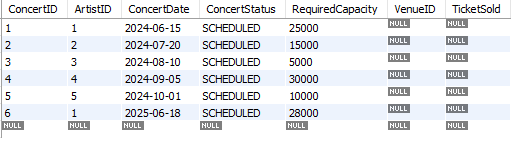 ConcertID ArtistID ConcertDate ConcertStatus RequiredCapacity VenueID TicketSold
1 1 2024-06-15 SCHEDULED 25000 NULL NULL
2 2 2024-07-20 SCHEDULED 15000 NULL NULL
3 3 2024-08-10 SCHEDULED 5000 NULL NULL
4 4 2024-09-05 SCHEDULED 30000 NULL NULL
5 5 2024-10-01 SCHEDULED 10000 NULL NULL
6 1 2025-06-18 SCHEDULED 28000 NULL NULL
NULL NULL NULL NULL NULL NULL NULL